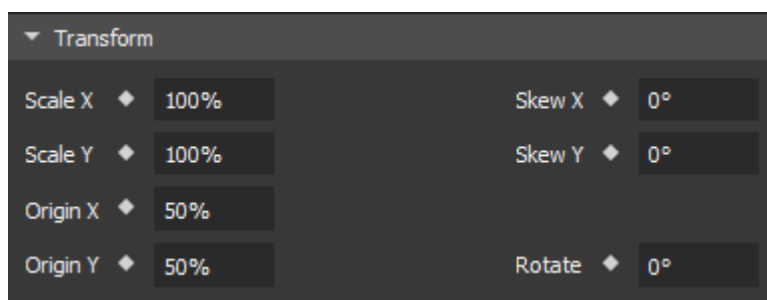 Transform
Scale X 100% Skew X 0°
Scale Y 100% Skew Y 0°
Origin X 50%
Origin Y 50% Rotate 0°